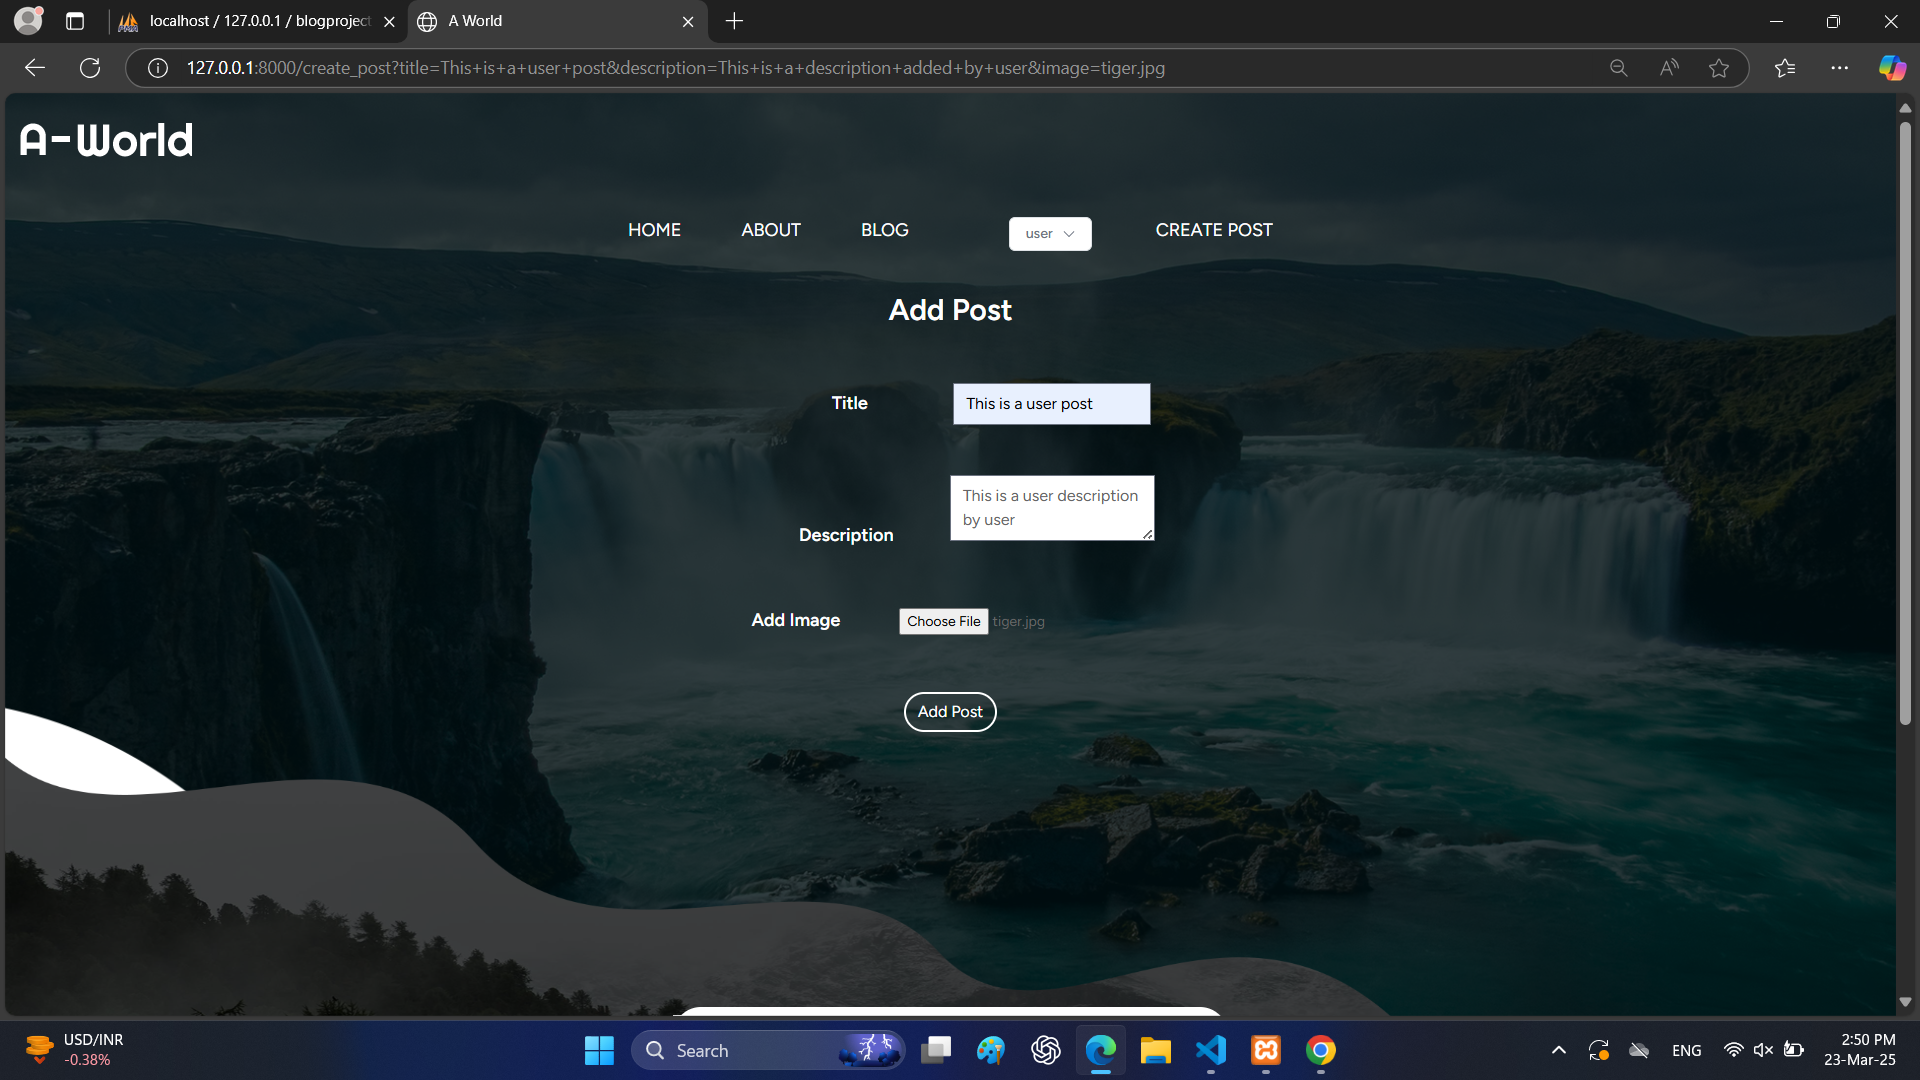 localhost / 127.0.0.1 / blogproject
A World
127.0.0.1:8000/create_post?title=This+is+a+user+post&description=This+is+a+description+added+by+user&image=tiger.jpg
A-World
HOME ABOUT BLOG user CREATE POST
Add Post
Title This is a user post
This is a user description
by user
Description
Add Image Choose File tiger.jpg
Add Post
USD/INR
-0.38%
Search
ENG
2:50 PM
23-Mar-25